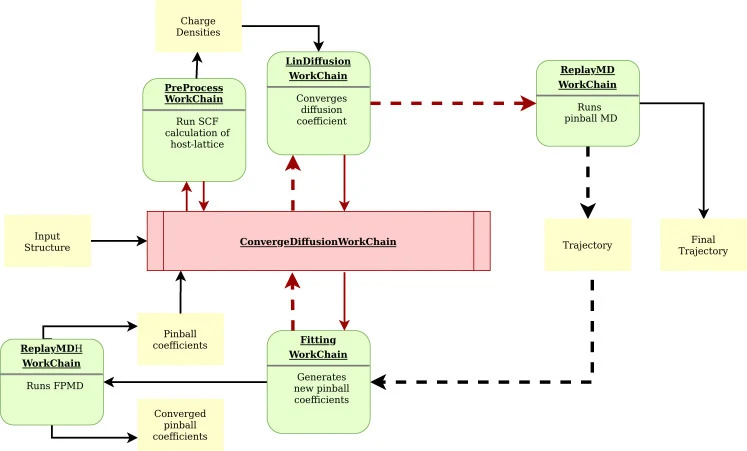 Charge
Densities
LinDiffusion
WorkChain
Converges
diffusion
coefficient
ReplayMD
WorkChain
Runs
pinball MD
PreProcess
WorkChain
Run SCF
calculation of
host-lattice
Input
Structure
ConvergeDiffusionWorkChain
Trajectory
Final
Trajectory
Pinball
coefficients
ReplayMDH
WorkChain
Runs FPMD
Fitting
WorkChain
Generates
new pinball
coefficients
Converged
pinball
coefficients